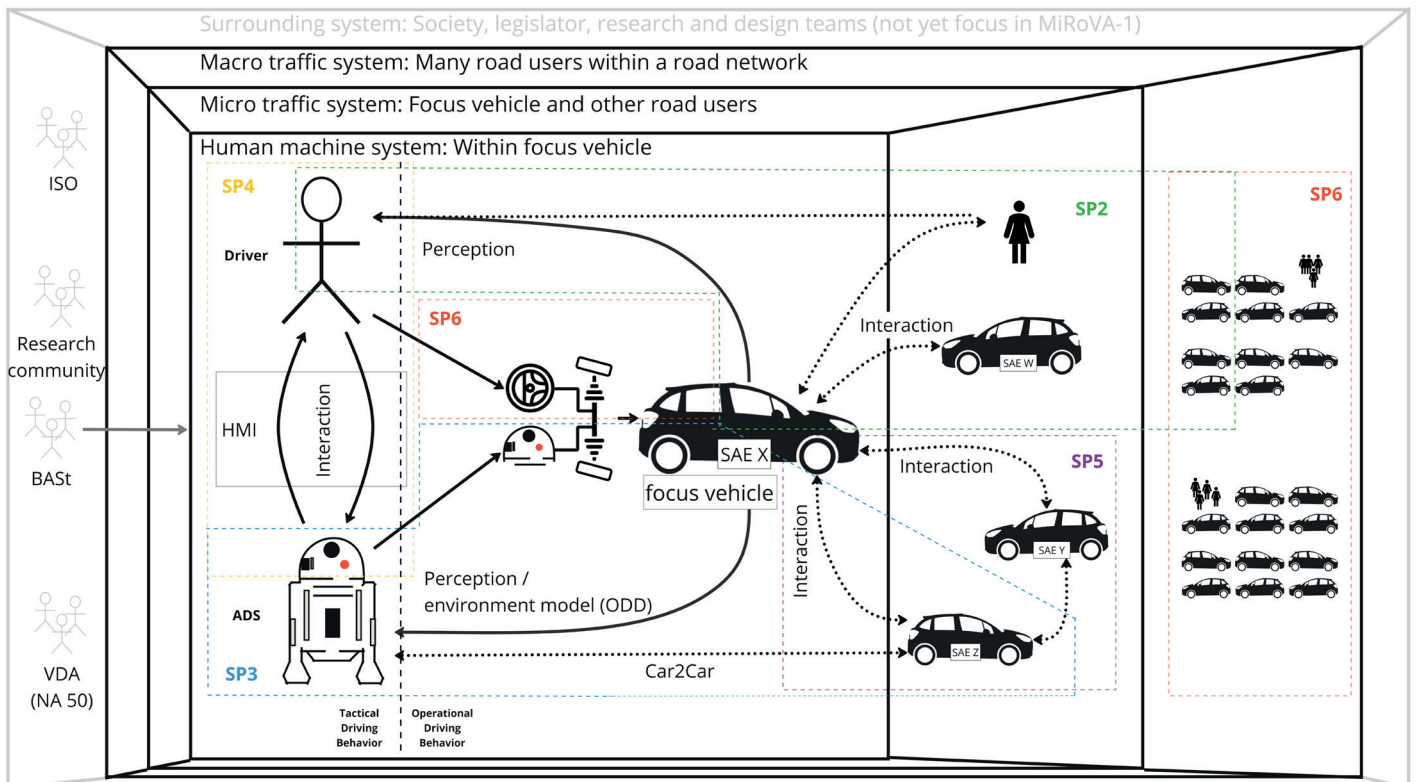 Surrounding system: Society, legislator, research and design teams (not yet focus in MiRoVA-1)
Macro traffic system: Many road users within a road network
Micro traffic system: Focus vehicle and other road users
Human machine system: Within focus vehicle
ISO
Research
community
BASt
VDA
(NA 50)
SP4
Driver
Perception
SP6
HMI
Interaction
ADS
SP3
Perception /
environment model (ODD)
Car2Car
Tactical
Driving
Behavior
Operational
Driving
Behavior
SAE X
focus vehicle
SP2
Interaction
SAE W
Interaction
SP5
Interaction
SAE Y
SAE Z
SP6